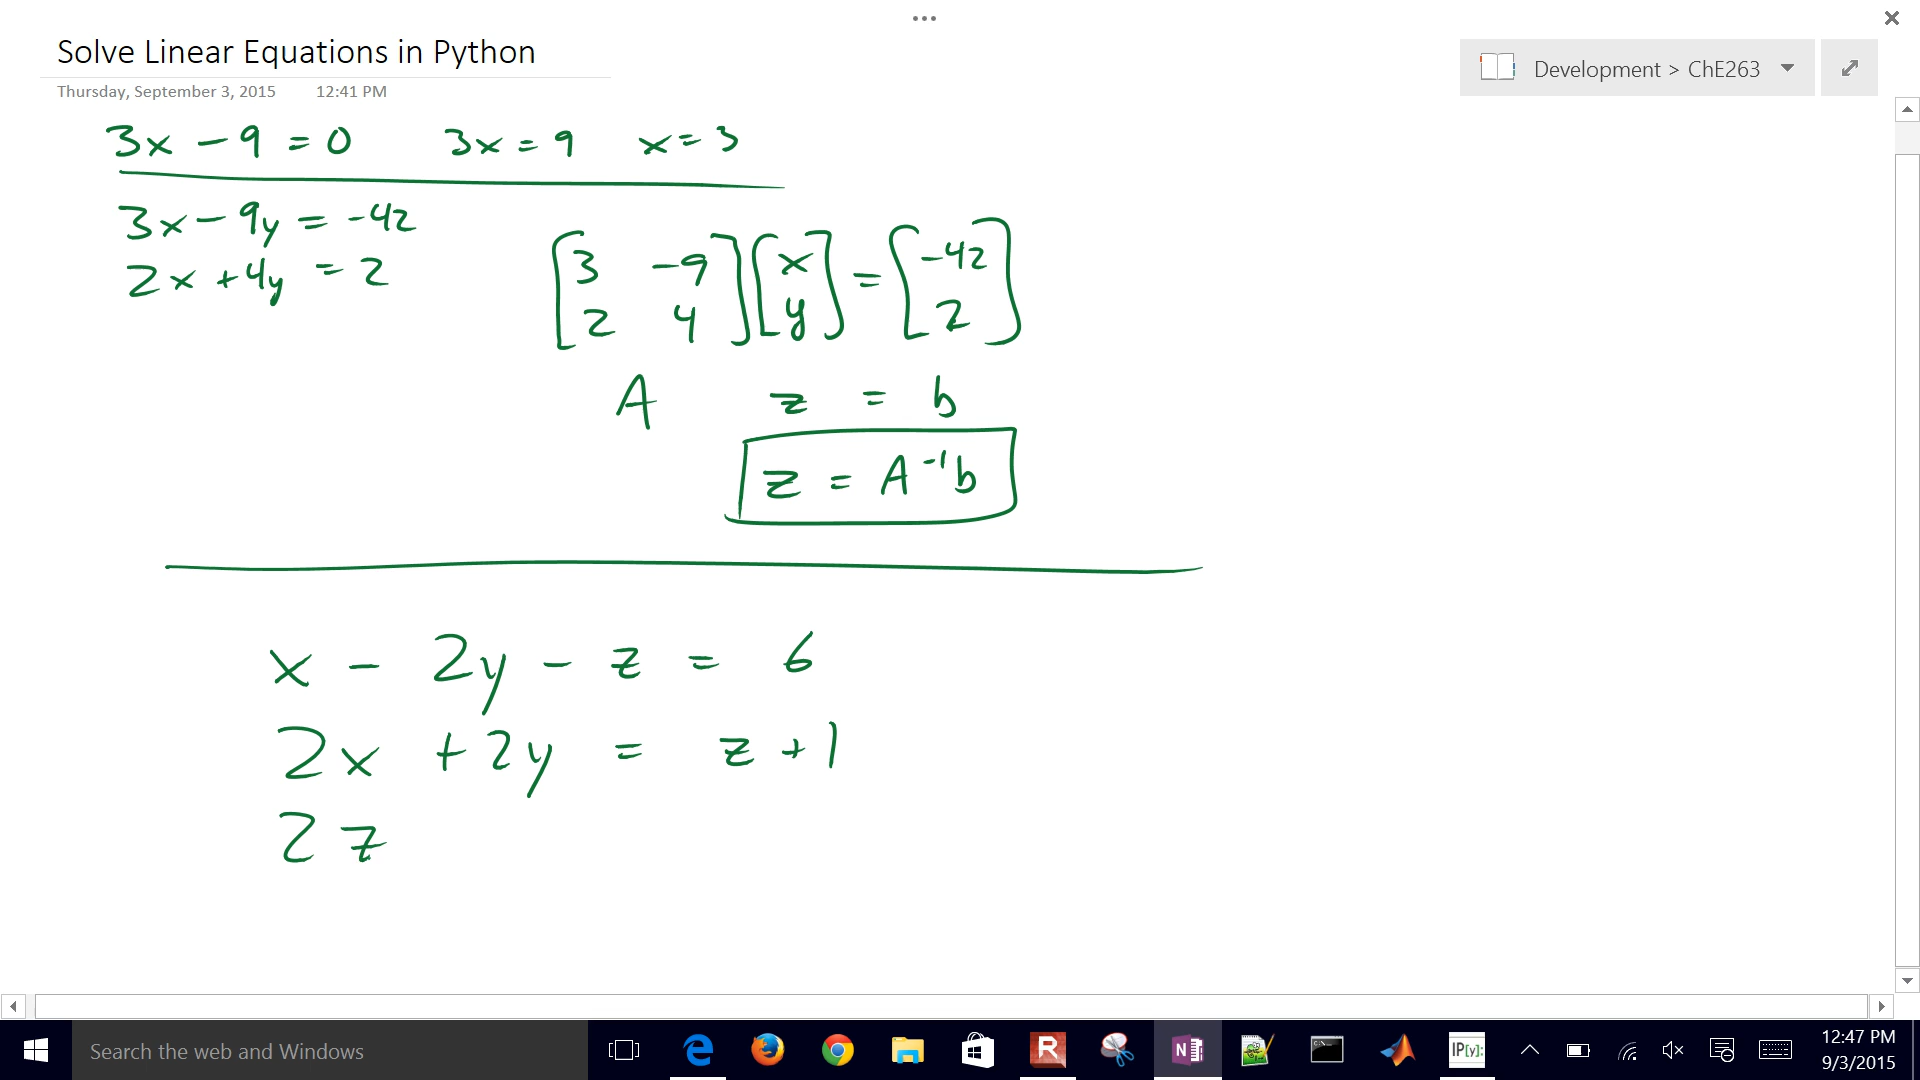 Solve Linear Equations in Python
Thursday, September 3, 2015 12:41 PM
Development > ChE263
3x - 9 = 0 3x = 9 x = 3
3x - 9y = -42
2x + 4y = 2
[3 -9] [x] = [-42]
[2 4] [y] [2]
A z = b
z = A⁻¹b
x - 2y - z = 6
2x + 2y = z + 1
2z
Search the web and Windows
N
R
IP[y]:
12:47 PM
9/3/2015